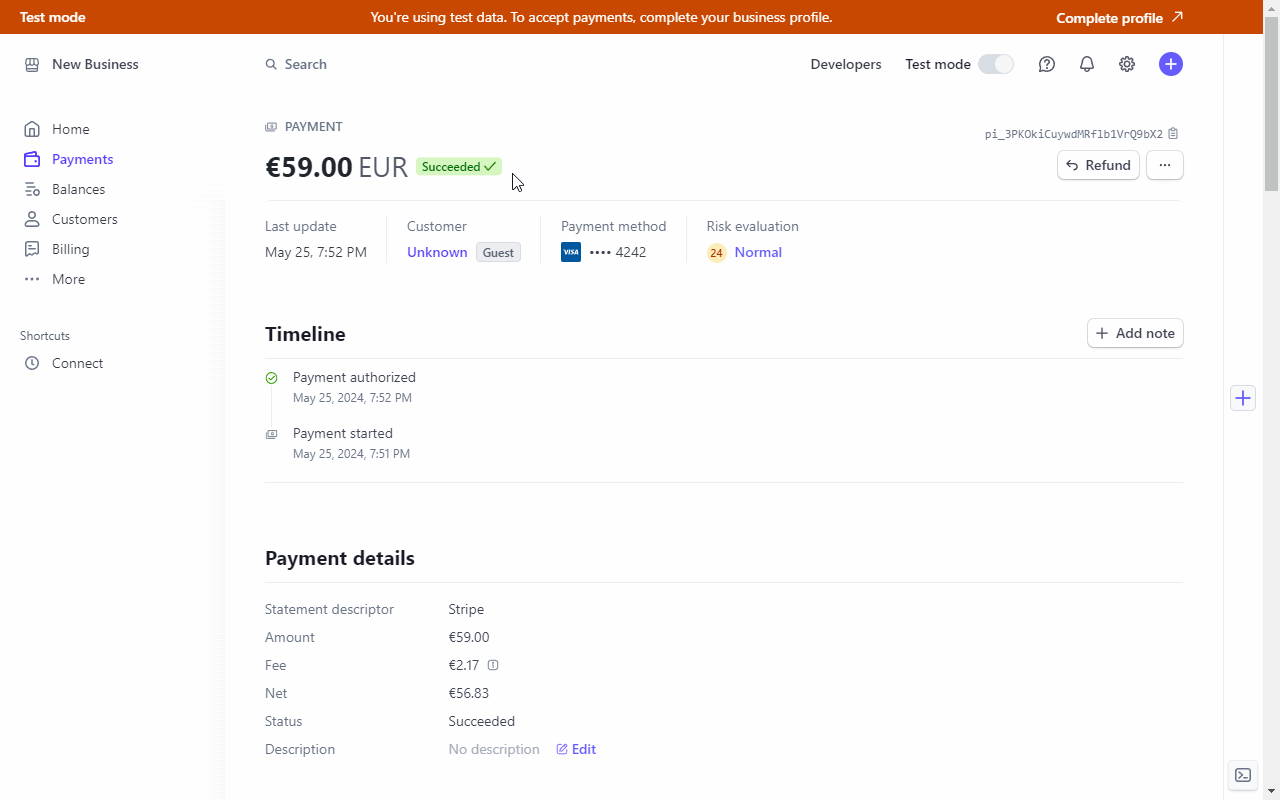 Test mode
You're using test data. To accept payments, complete your business profile.
Complete profile
New Business
Search
Developers
Test mode
Home
Payments
Balances
Customers
Billing
More
Shortcuts
Connect
PAYMENT
pi_3PKOkiCuywdMRflb1VrQ9bX2
€59.00 EUR
Succeeded
Refund
Last update
May 25, 7:52 PM
Customer
Unknown Guest
Payment method
VISA •••• 4242
Risk evaluation
24 Normal
Timeline
Add note
Payment authorized
May 25, 2024, 7:52 PM
Payment started
May 25, 2024, 7:51 PM
Payment details
Statement descriptor Stripe
Amount €59.00
Fee €2.17
Net €56.83
Status Succeeded
Description No description Edit